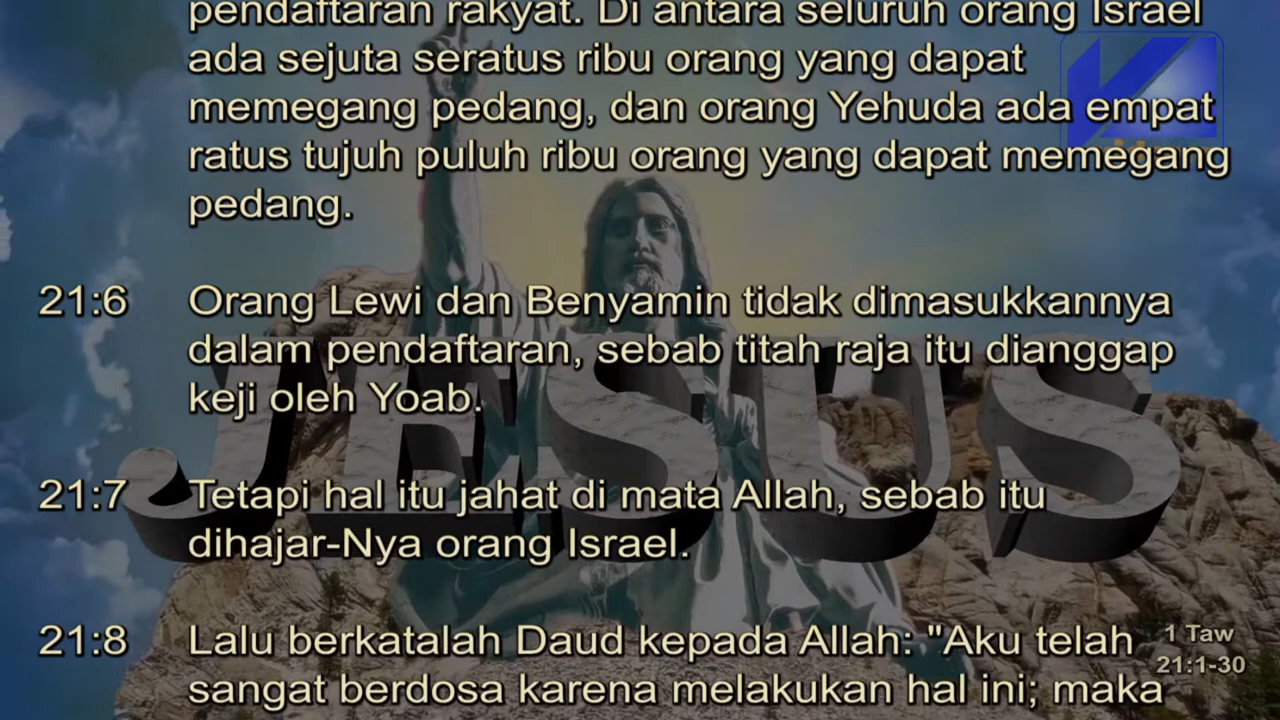 pendaftaran rakyat. Di antara seluruh orang Israel
ada sejuta seratus ribu orang yang dapat
memegang pedang, dan orang Yehuda ada empat
ratus tujuh puluh ribu orang yang dapat memegang
pedang.
21:6 Orang Lewi dan Benyamin tidak dimasukkannya
dalam pendaftaran, sebab titah raja itu dianggap
keji oleh Yoab.
21:7 Tetapi hal itu jahat di mata Allah, sebab itu
dihajar-Nya orang Israel.
21:8 Lalu berkatalah Daud kepada Allah: "Aku telah
sangat berdosa karena melakukan hal ini; maka
JESUS
1 Taw
21:1-30